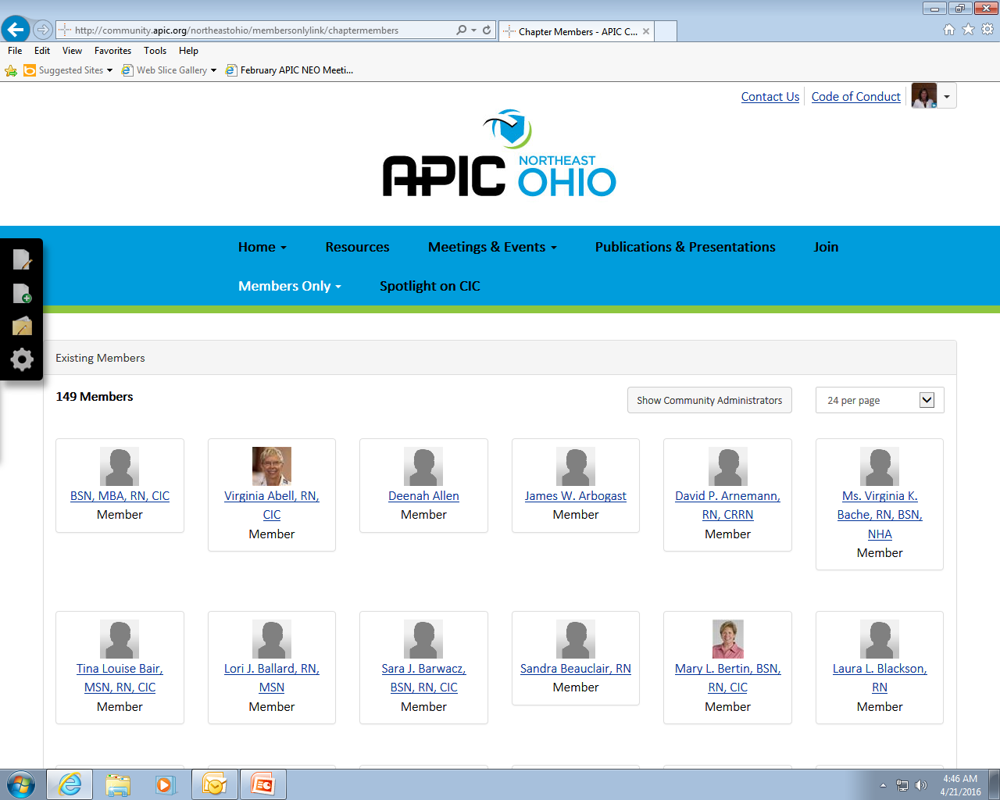 http://community.apic.org/northeastohio/membersonlylink/chaptermembers
Chapter Members - APIC C...
File Edit View Favorites Tools Help
Suggested Sites Web Slice Gallery February APIC NEO Meeti...
Contact Us Code of Conduct
APIC NORTHEAST OHIO
Home Resources Meetings & Events Publications & Presentations Join
Members Only Spotlight on CIC
Existing Members
149 Members
Show Community Administrators
24 per page
BSN, MBA, RN, CIC
Member
Virginia Abell, RN,
CIC
Member
Deenah Allen
Member
James W. Arbogast
Member
David P. Arnemann,
RN, CRRN
Member
Ms. Virginia K.
Bache, RN, BSN,
NHA
Member
Tina Louise Bair,
MSN, RN, CIC
Member
Lori J. Ballard, RN,
MSN
Member
Sara J. Barwacz,
BSN, RN, CIC
Member
Sandra Beauclair, RN
Member
Mary L. Bertin, BSN,
RN, CIC
Member
Laura L. Blackson,
RN
Member
4:46 AM
4/21/2016